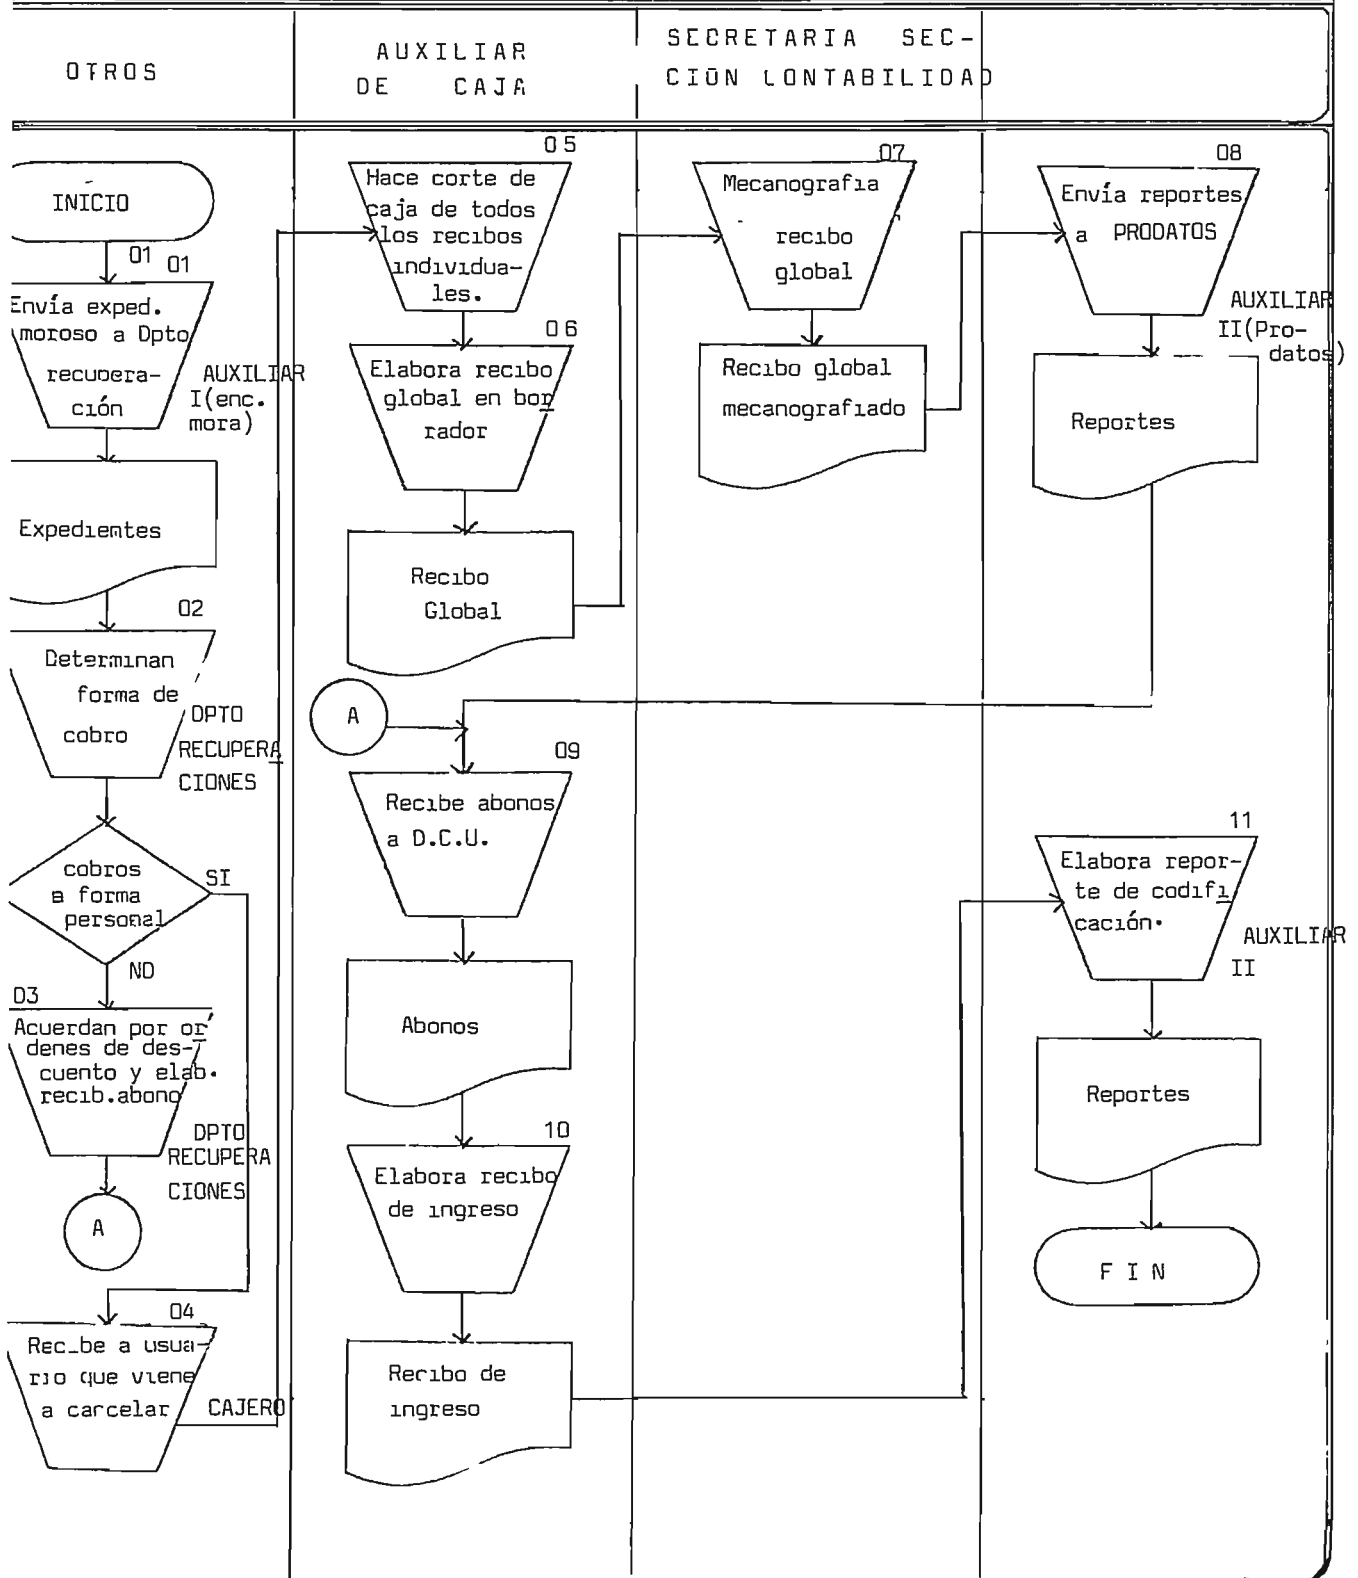 OTROS
AUXILIAR
DE CAJA
SECRETARIA SEC-
CIÓN CONTABILIDAD
INICIO
01
01
Envía exped.
moroso a Dpto
recupera-
ción
AUXILIAR
I(enc.
mora)
Expedientes
02
Determinan
forma de
cobro
DPTO
RECUPERA
CIONES
cobros
a forma
personal
SI
NO
03
Acuerdan por or
denes de des-
cuento y elab.
recib.abono
DPTO
RECUPERA
CIONES
A
04
Recibe a usua-
rio que viene
a cancelar
CAJERO
05
Hace corte de
caja de todos
los recibos
individua-
les.
06
Elabora recibo
global en bor
rador
Recibo
Global
A
09
Recibe abonos
a D.C.U.
Abonos
10
Elabora recibo
de ingreso
Recibo de
ingreso
07
Mecanografia
recibo
global
Recibo global
mecanografiado
08
Envía reportes
a PRODATOS
AUXILIAR
II(Pro-
datos)
Reportes
11
Elabora repor-
te de codifi
cación.
AUXILIAR
II
Reportes
FIN